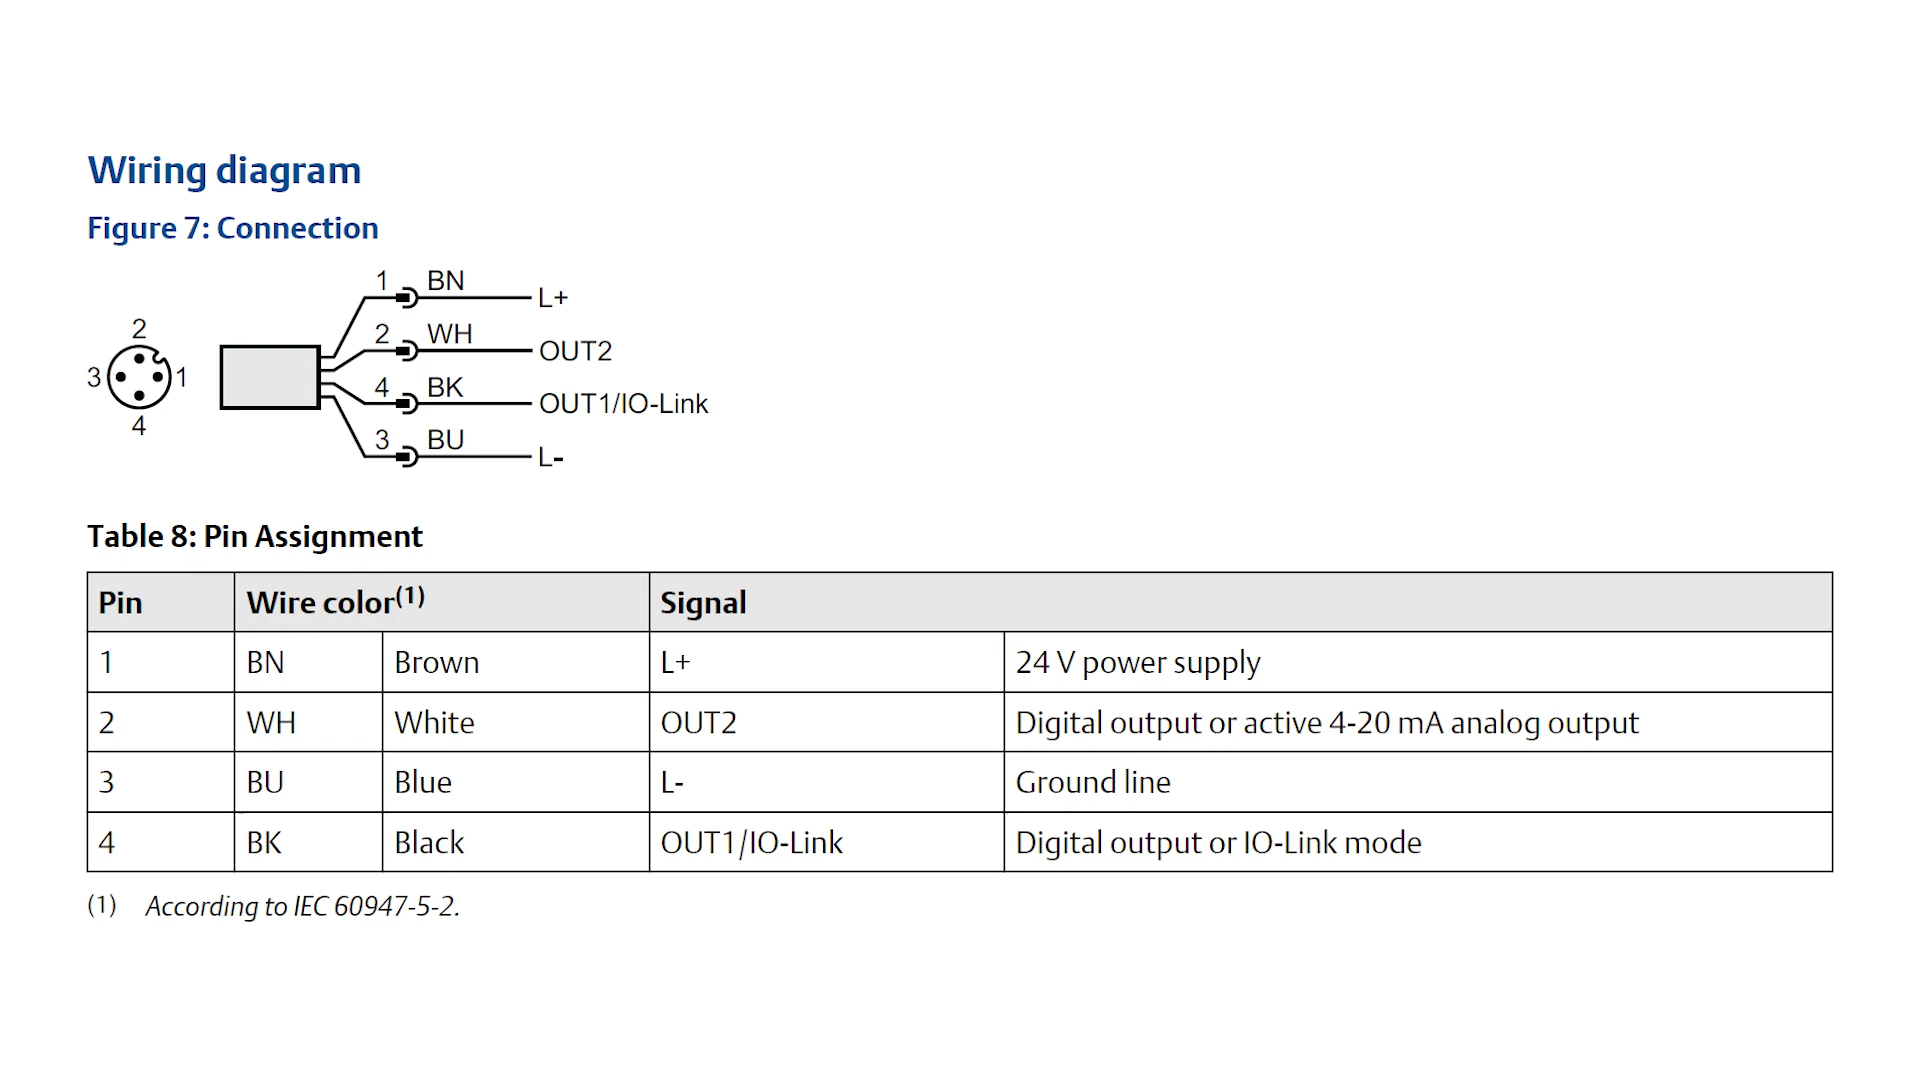 Wiring diagram
Figure 7: Connection
1 BN L+
2 2 WH OUT2
3 1 4 BK OUT1/IO-Link
4 3 BU L-
Table 8: Pin Assignment
Pin Wire color(1) Signal
1 BN Brown L+ 24 V power supply
2 WH White OUT2 Digital output or active 4-20 mA analog output
3 BU Blue L- Ground line
4 BK Black OUT1/IO-Link Digital output or IO-Link mode
(1) According to IEC 60947-5-2.